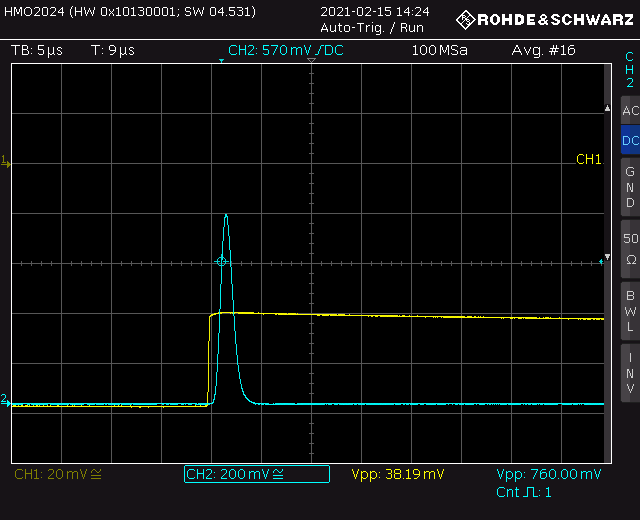 HMO2024 (HW 0x10130001; SW 04.531)
2021-02-15 14:24
Auto-Trig. / Run
ROHDE&SCHWARZ
TB: 5µs T: 9µs CH2: 570mV /DC 100MSa Avg. #16
CH2
AC
DC
GND
50Ω
BWL
INV
1
CH1
2
CH1: 20mV≅ CH2: 200mV≅ Vpp: 38.19mV Vpp: 760.00mV
Cnt: 1